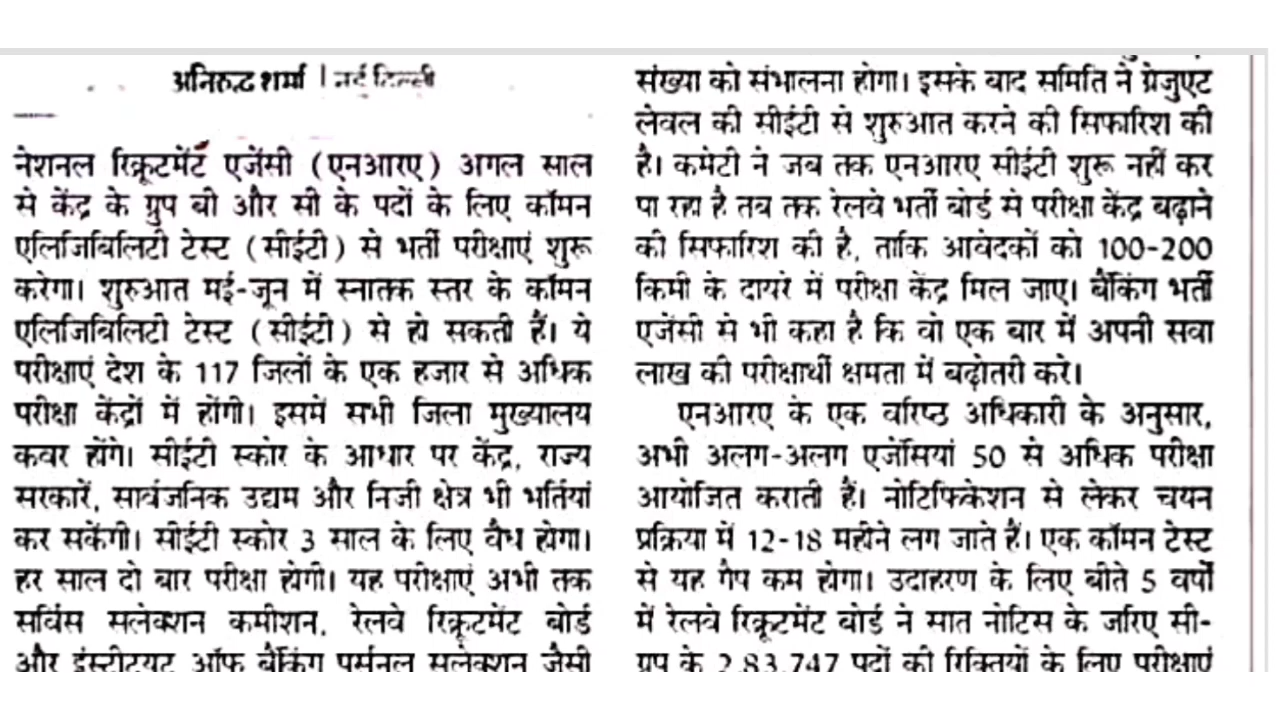 अनिरुद्ध शर्मा | नई दिल्ली
नेशनल रिक्रूटमेंट एजेंसी (एनआरए) अगल साल
से केंद्र के ग्रुप बी और सी के पदों के लिए कॉमन
एलिजिबिलिटी टेस्ट (सीईटी) से भर्ती परीक्षाएं शुरू
करेगा। शुरुआत मई-जून में स्नातक स्तर के कॉमन
एलिजिबिलिटी टेस्ट (सीईटी) से हो सकती हैं। ये
परीक्षाएं देश के 117 जिलों के एक हजार से अधिक
परीक्षा केंद्रों में होंगी। इसमें सभी जिला मुख्यालय
कवर होंगे। सीईटी स्कोर के आधार पर केंद्र, राज्य
सरकारें, सार्वजनिक उद्यम और निजी क्षेत्र भी भर्तियां
कर सकेंगी। सीईटी स्कोर 3 साल के लिए वैध होगा।
हर साल दो बार परीक्षा होगी। यह परीक्षाएं अभी तक
सर्विस सलेक्शन कमीशन, रेलवे रिक्रूटमेंट बोर्ड
और इंस्टीट्यूट ऑफ बैंकिंग पर्सनल सलेक्शन जैसी
संख्या को संभालना होगा। इसके बाद समिति ने ग्रेजुएट
लेवल की सीईटी से शुरुआत करने की सिफारिश की
है। कमेटी ने जब तक एनआरए सीईटी शुरू नहीं कर
पा रहा है तब तक रेलवे भर्ती बोर्ड से परीक्षा केंद्र बढ़ाने
की सिफारिश की है, ताकि आवेदकों को 100-200
किमी के दायरे में परीक्षा केंद्र मिल जाए। बैंकिंग भर्ती
एजेंसी से भी कहा है कि वो एक बार में अपनी सवा
लाख की परीक्षार्थी क्षमता में बढ़ोतरी करे।
एनआरए के एक वरिष्ठ अधिकारी के अनुसार,
अभी अलग-अलग एजेंसियां 50 से अधिक परीक्षा
आयोजित कराती हैं। नोटिफिकेशन से लेकर चयन
प्रक्रिया में 12-18 महीने लग जाते हैं। एक कॉमन टेस्ट
से यह गैप कम होगा। उदाहरण के लिए बीते 5 वर्षों
में रेलवे रिक्रूटमेंट बोर्ड ने सात नोटिस के जरिए सी-
ग्रुप के 2,83,747 पदों की रिक्तियों के लिए परीक्षाएं